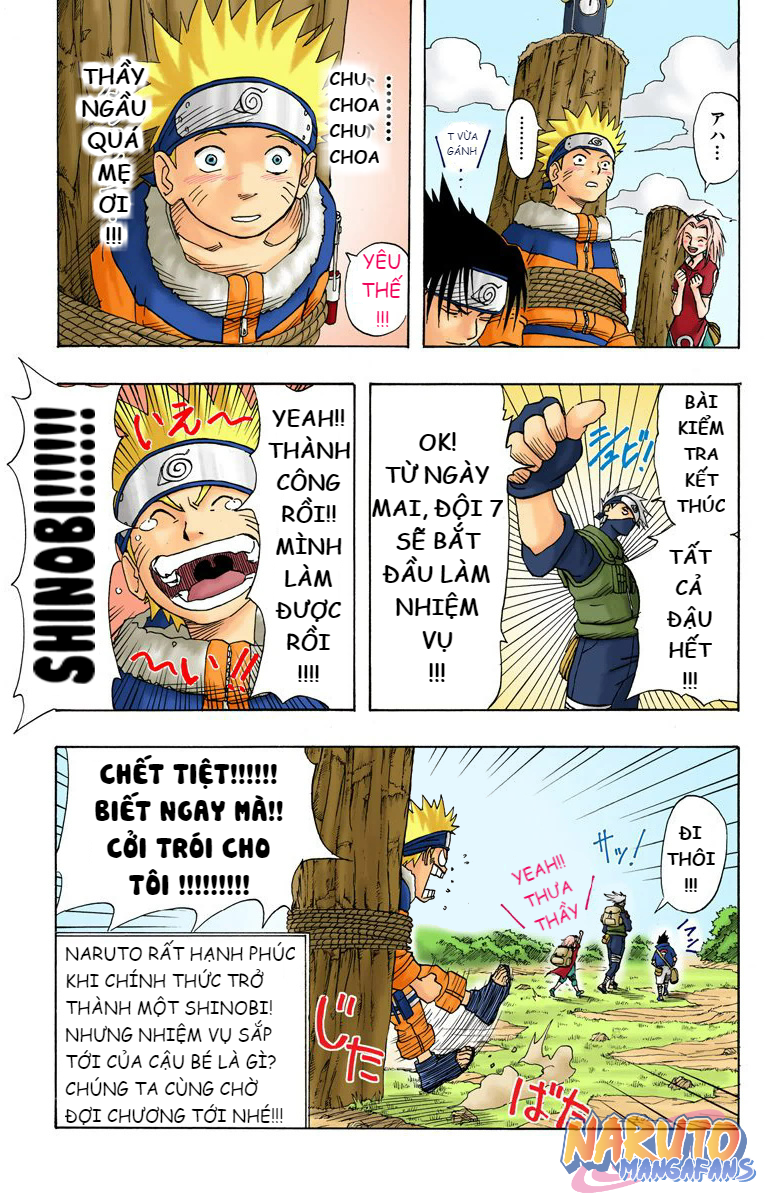 アハ…
………
T VỪA
GÁNH
…
………
CHỤ
CHOA
CHỤ
CHOA
THẦY
NGẦU
QUÁ
MẸ
ƠI
!!!
YÊU
THẾ
!!!
BÀI
KIỂM
TRA
KẾT
THÚC
TẤT
CẢ
ĐẬU
HẾT
!!!
OK!
TỪ NGÀY
MAI, ĐỘI 7
SẼ BẮT
ĐẦU LÀM
NHIỆM
VỤ
!!!
YEAH!!
THÀNH
CÔNG
RỒI!!
MÌNH
LÀM
ĐƯỢC
RỒI
!!!!
いえ〜
〜い!!
SHINOBI!!!!!!!!
ĐI
THÔI
!!!
サッ!
YEAH!!
THƯA
THẦY
CHẾT TIỆT!!!!!!
BIẾT NGAY MÀ!!
CỞI TRÓI CHO
TÔI !!!!!!!!!
じた
ばた
NARUTO RẤT HẠNH PHÚC
KHI CHÍNH THỨC TRỞ
THÀNH MỘT SHINOBI!
NHƯNG NHIỆM VỤ SẮP
TỚI CỦA CẬU BÉ LÀ GÌ?
CHÚNG TA CÙNG CHỜ
ĐỢI CHƯƠNG TỚI NHÉ!!!
NARUTO
MANGAFANS